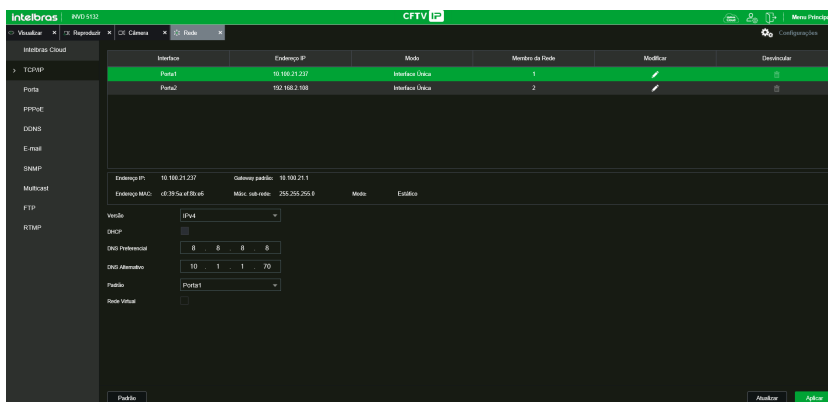 intelbras INVD 5132 CFTV IP Menu Princip
Visualizar × Reproduzir × Câmera × Rede × Configurações
Intelbras Cloud
TCP/IP
Porta
PPPoE
DDNS
E-mail
SNMP
Multicast
FTP
RTMP
Interface Endereço IP Modo Membro da Rede Modificar Desvincular
Porta1 10.100.21.237 Interface Única 1
Porta2 192.168.2.108 Interface Única 2
Endereço IP: 10.100.21.237 Gateway padrão: 10.100.21.1
Endereço MAC: c0:39:5a:ef:8b:e6 Másc. sub-rede: 255.255.255.0 Modo: Estático
Versão IPv4
DHCP
DNS Preferencial 8 . 8 . 8 . 8
DNS Alternativo 10 . 1 . 1 . 70
Padrão Porta1
Rede Virtual
Padrão Atualizar Aplicar